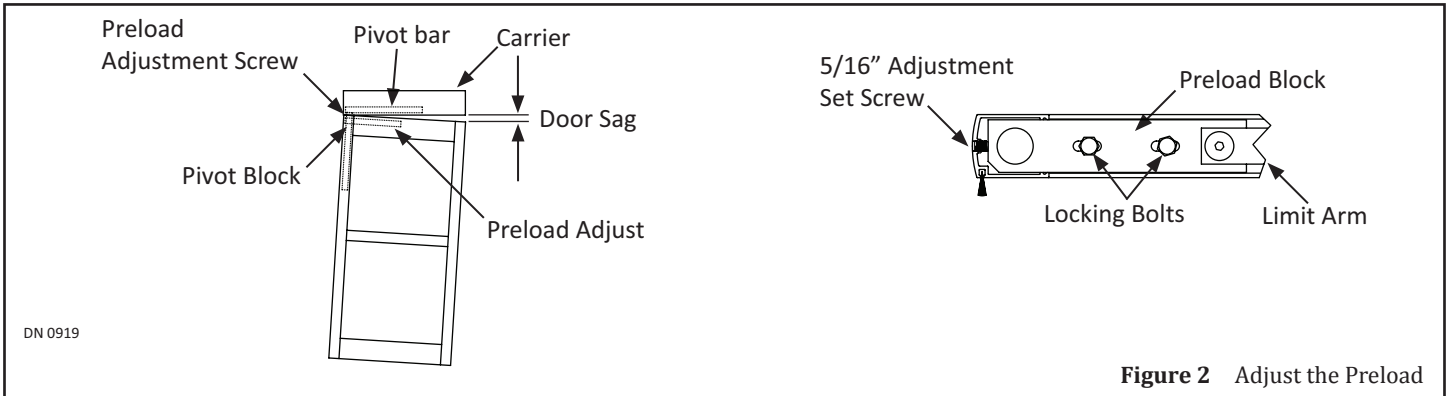 Preload
Adjustment Screw
Pivot bar
Carrier
Door Sag
Pivot Block
Preload Adjust
DN 0919
5/16” Adjustment
Set Screw
Preload Block
Locking Bolts
Limit Arm
Figure 2 Adjust the Preload